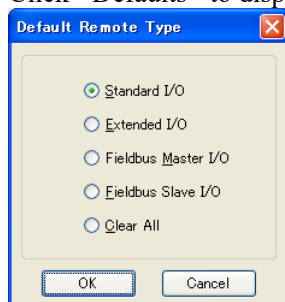 Click "Defaults" to disp
Default Remote Type
Standard I/O
Extended I/O
Fieldbus Master I/O
Fieldbus Slave I/O
Clear All
OK Cancel